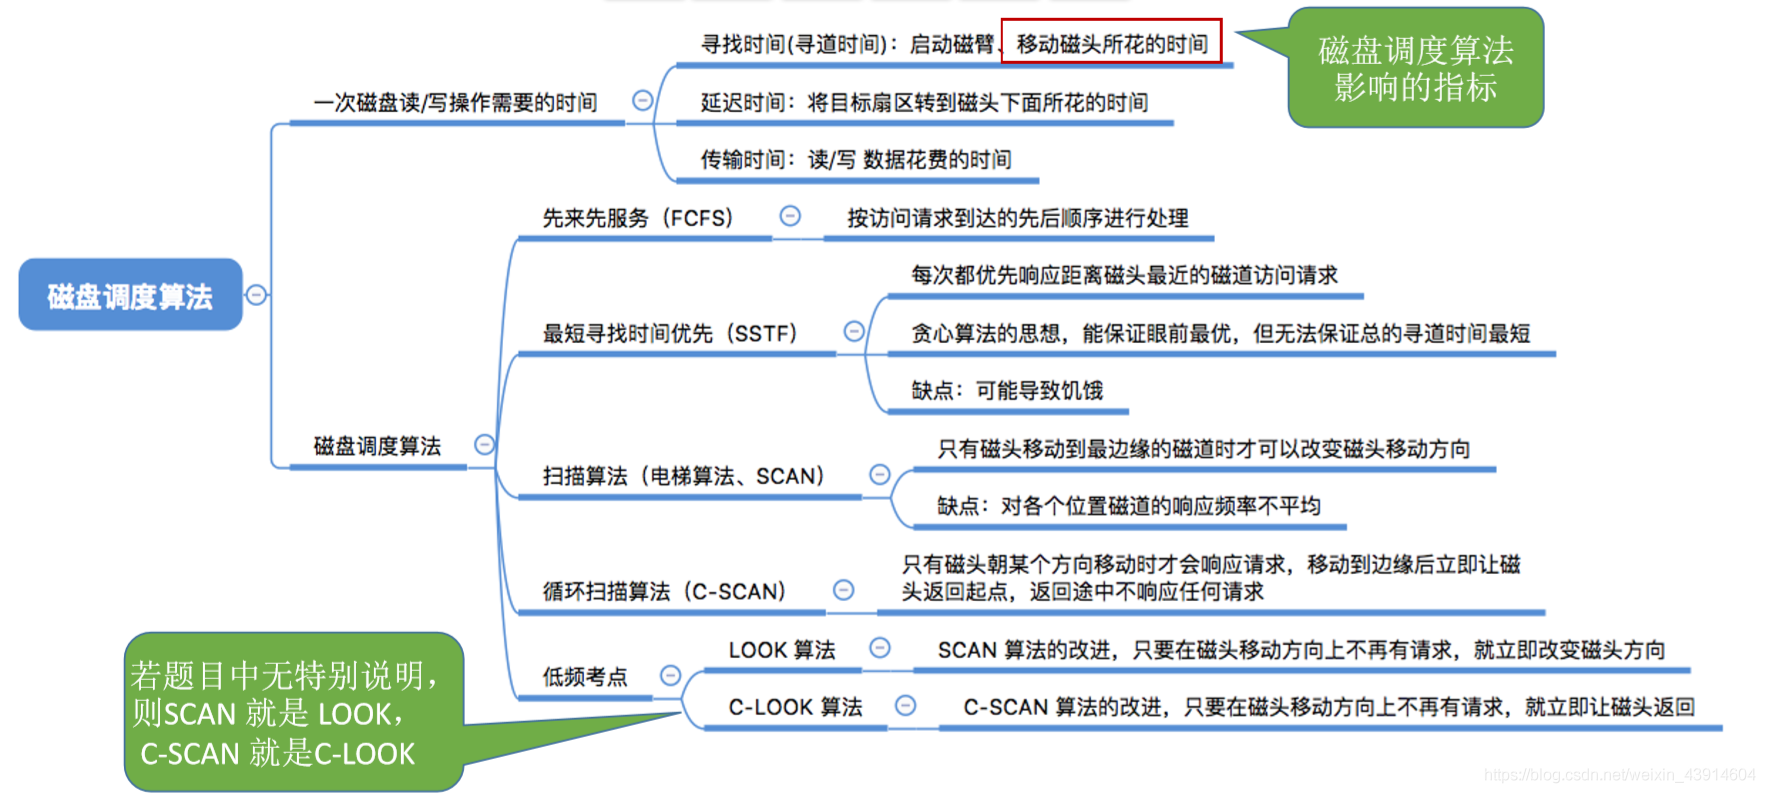 寻找时间(寻道时间)：启动磁臂、移动磁头所花的时间
磁盘调度算法
影响的指标
一次磁盘读/写操作需要的时间
延迟时间：将目标扇区转到磁头下面所花的时间
传输时间：读/写 数据花费的时间
先来先服务（FCFS）
按访问请求到达的先后顺序进行处理
每次都优先响应距离磁头最近的磁道访问请求
磁盘调度算法
最短寻找时间优先（SSTF）
贪心算法的思想，能保证眼前最优，但无法保证总的寻道时间最短
缺点：可能导致饥饿
磁盘调度算法
只有磁头移动到最边缘的磁道时才可以改变磁头移动方向
扫描算法（电梯算法、SCAN）
缺点：对各个位置磁道的响应频率不平均
循环扫描算法（C-SCAN）
只有磁头朝某个方向移动时才会响应请求，移动到边缘后立即让磁
头返回起点，返回途中不响应任何请求
低频考点
LOOK 算法
SCAN 算法的改进，只要在磁头移动方向上不再有请求，就立即改变磁头方向
C-LOOK 算法
C-SCAN 算法的改进，只要在磁头移动方向上不再有请求，就立即让磁头返回
若题目中无特别说明，
则SCAN 就是 LOOK，
C-SCAN 就是C-LOOK
https://blog.csdn.net/weixin_43914604